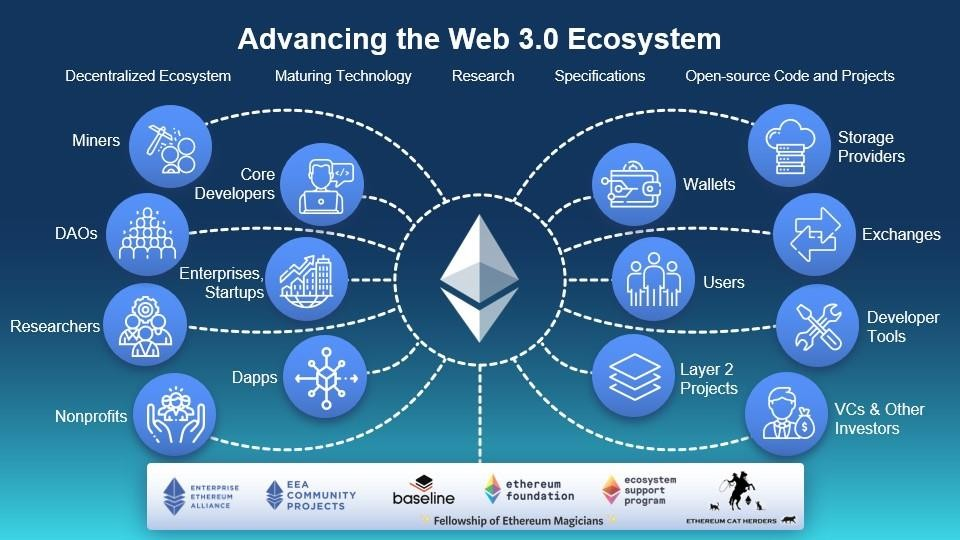 Advancing the Web 3.0 Ecosystem
Decentralized Ecosystem
Maturing Technology
Research
Specifications
Open-source Code and Projects
Miners
Core
Developers
DAOs
Enterprises,
Startups
Researchers
Dapps
Nonprofits
Wallets
Storage
Providers
Exchanges
Users
Developer
Tools
Layer 2
Projects
VCs & Other
Investors
ENTERPRISE
ETHEREUM
ALLIANCE
EEA
COMMUNITY
PROJECTS
baseline
ethereum
foundation
ecosystem
support
program
Fellowship of Ethereum Magicians
ETHEREUM CAT HERDERS